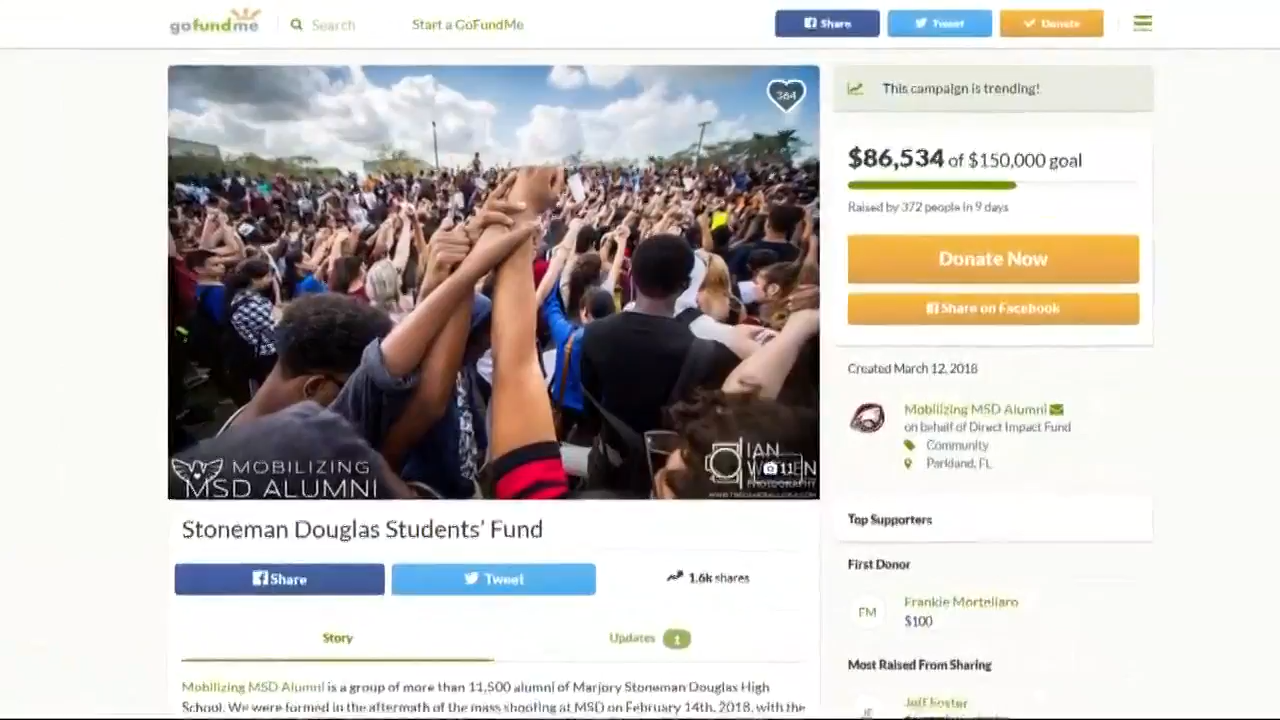 gofundme
Search
Start a GoFundMe
Share
Tweet
Donate
364
This campaign is trending!
$86,534 of $150,000 goal
Raised by 372 people in 9 days
Donate Now
Share on Facebook
Created March 12, 2018
Mobilizing MSD Alumni
on behalf of Direct Impact Fund
Community
Parkland, FL
MOBILIZING
MSD ALUMNI
IAN
11
PHOTOGRAPHY
Stoneman Douglas Students' Fund
Share
Tweet
1.6k shares
Story
Updates 1
Mobilizing MSD Alumni is a group of more than 11,500 alumni of Marjory Stoneman Douglas High
School. We were formed in the aftermath of the mass shooting at MSD on February 14th, 2018, with the
Top Supporters
First Donor
FM
Frankie Mortellaro
$100
Most Raised From Sharing
JF
Jeff Foster